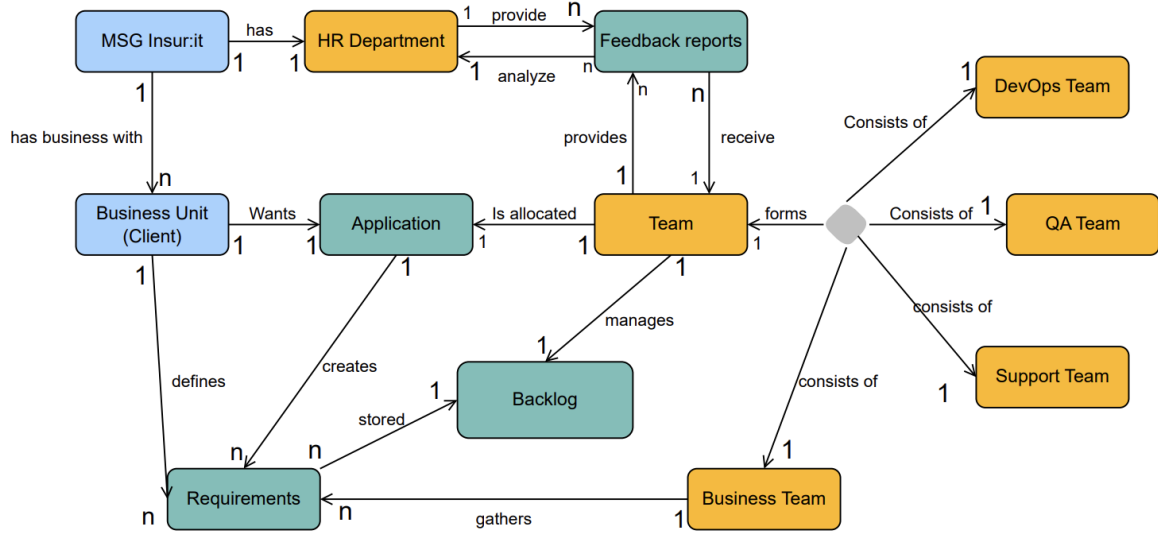 MSG Insur:it
1
has
1
HR Department
1
provide
n
Feedback reports
1
analyze
n
1
has business with
n
n
provides
1
n
receive
1
1
DevOps Team
Consists of
Business Unit
(Client)
Wants
1
1
Application
Is allocated
1
1
Team
forms
1
Consists of
1
QA Team
1
1
1
manages
1
consists of
1
Support Team
defines
creates
stored
1
Backlog
consists of
1
n
n
n
Requirements
n
gathers
1
Business Team